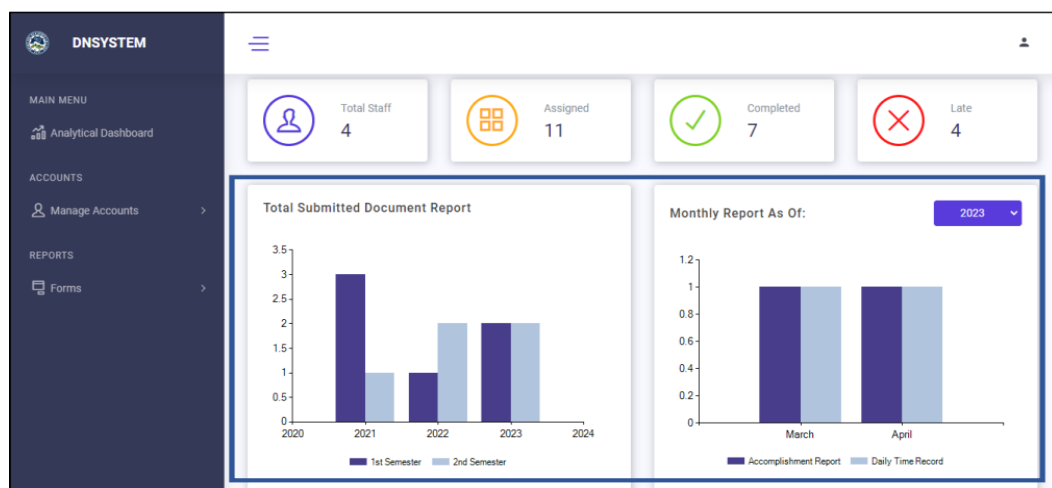 DNSYSTEM
MAIN MENU
Analytical Dashboard
ACCOUNTS
Manage Accounts
REPORTS
Forms
Total Staff
4
Assigned
11
Completed
7
Late
4
Total Submitted Document Report
3.5
3
2.5
2
1.5
1
0.5
0
2020 2021 2022 2023 2024
1st Semester 2nd Semester
Monthly Report As Of:
2023
1.2
1
0.8
0.6
0.4
0.2
0
March April
Accomplishment Report Daily Time Record